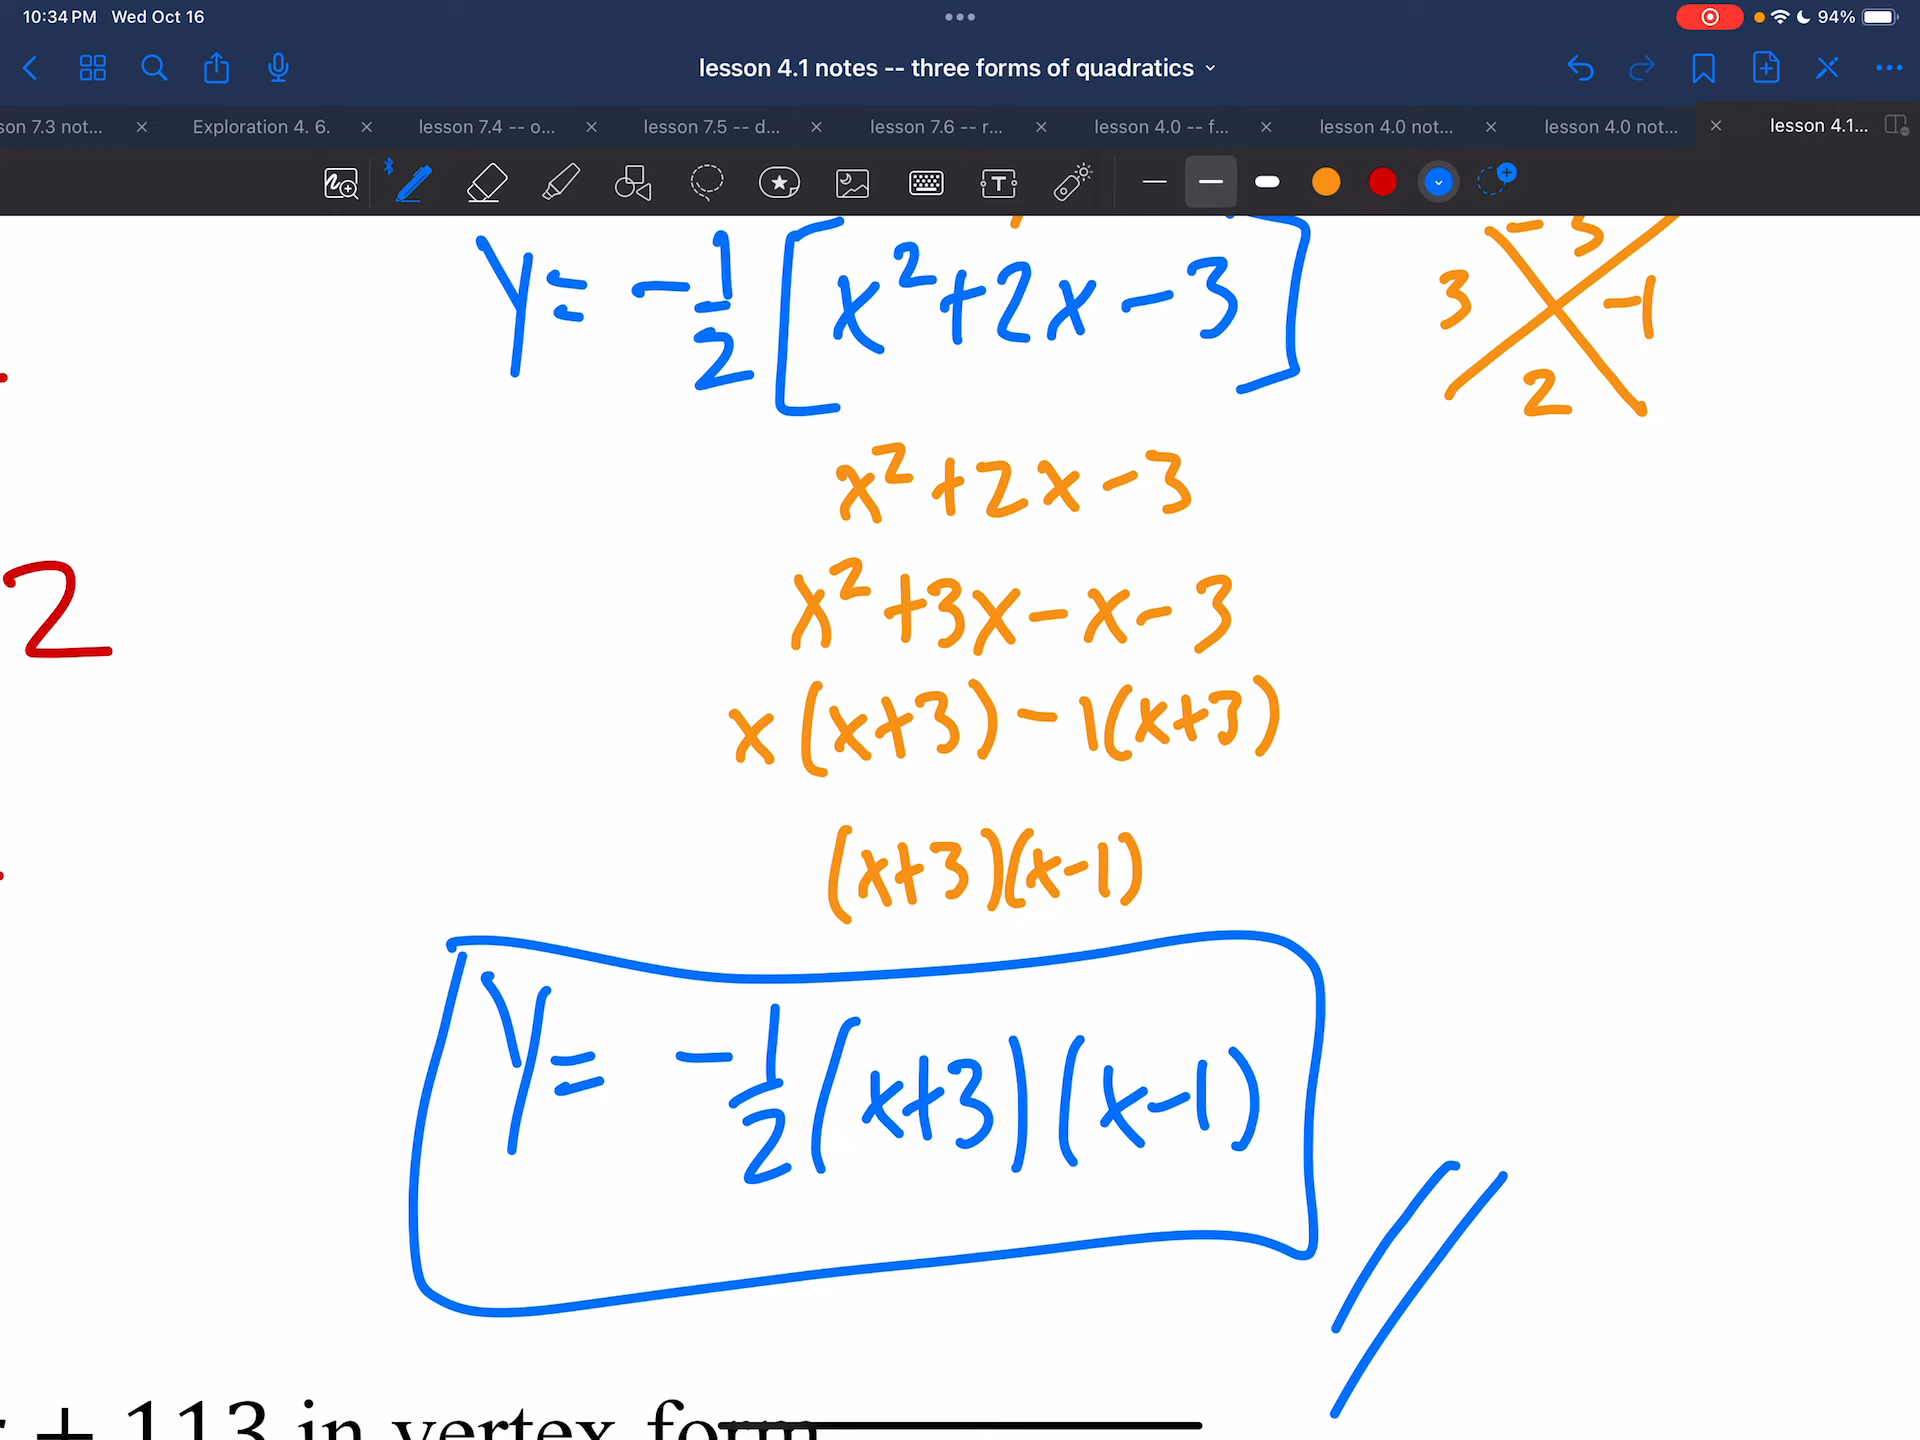 10:34 PM Wed Oct 16 94%
lesson 4.1 notes -- three forms of quadratics
son 7.3 not... Exploration 4. 6. lesson 7.4 -- o... lesson 7.5 -- d... lesson 7.6 -- r... lesson 4.0 -- f... lesson 4.0 not... lesson 4.0 not... lesson 4.1...
T
y = -1/2 [x²+2x-3]
-3
3 -1
2
x²+2x-3
2
x²+3x-x-3
x(x+3)-1(x+3)
(x+3)(x-1)
y = -1/2(x+3)(x-1)
+ 113 in vertex form